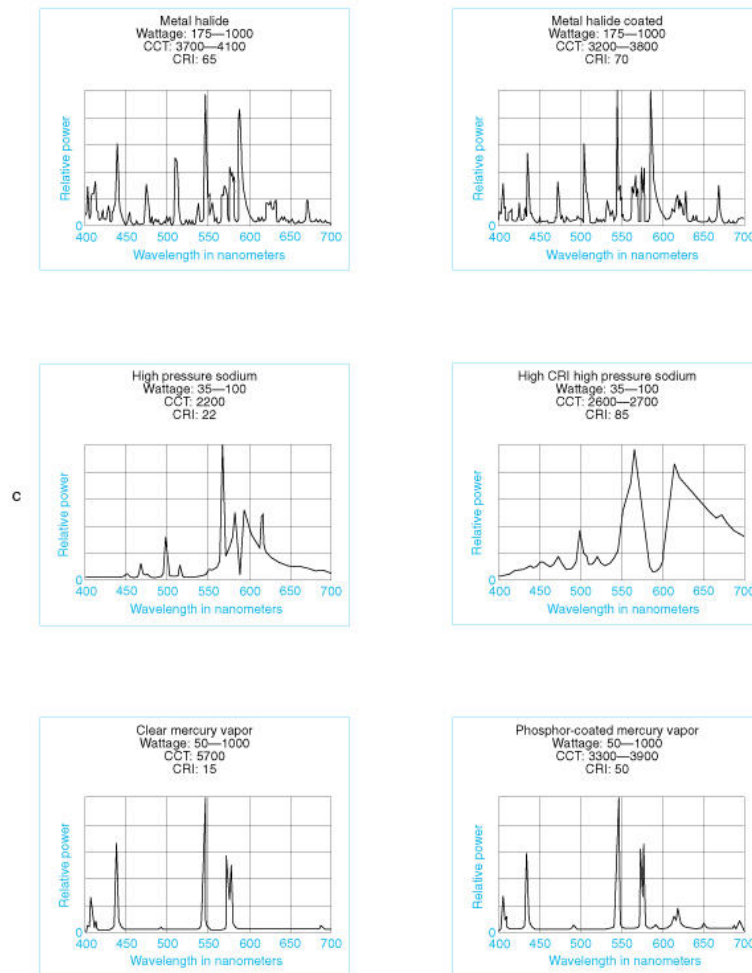 Metal halide
Wattage: 175—1000
CCT: 3700—4100
CRI: 65
Relative power
0
400 450 500 550 600 650 700
Wavelength in nanometers
Metal halide coated
Wattage: 175—1000
CCT: 3200—3800
CRI: 70
Relative power
0
400 450 500 550 600 650 700
Wavelength in nanometers
c
High pressure sodium
Wattage: 35—100
CCT: 2200
CRI: 22
Relative power
0
400 450 500 550 600 650 700
Wavelength in nanometers
High CRI high pressure sodium
Wattage: 35—100
CCT: 2600—2700
CRI: 85
Relative power
0
400 450 500 550 600 650 700
Wavelength in nanometers
Clear mercury vapor
Wattage: 50—1000
CCT: 5700
CRI: 15
Relative power
0
400 450 500 550 600 650 700
Wavelength in nanometers
Phosphor-coated mercury vapor
Wattage: 50—1000
CCT: 3300—3900
CRI: 50
Relative power
0
400 450 500 550 600 650 700
Wavelength in nanometers